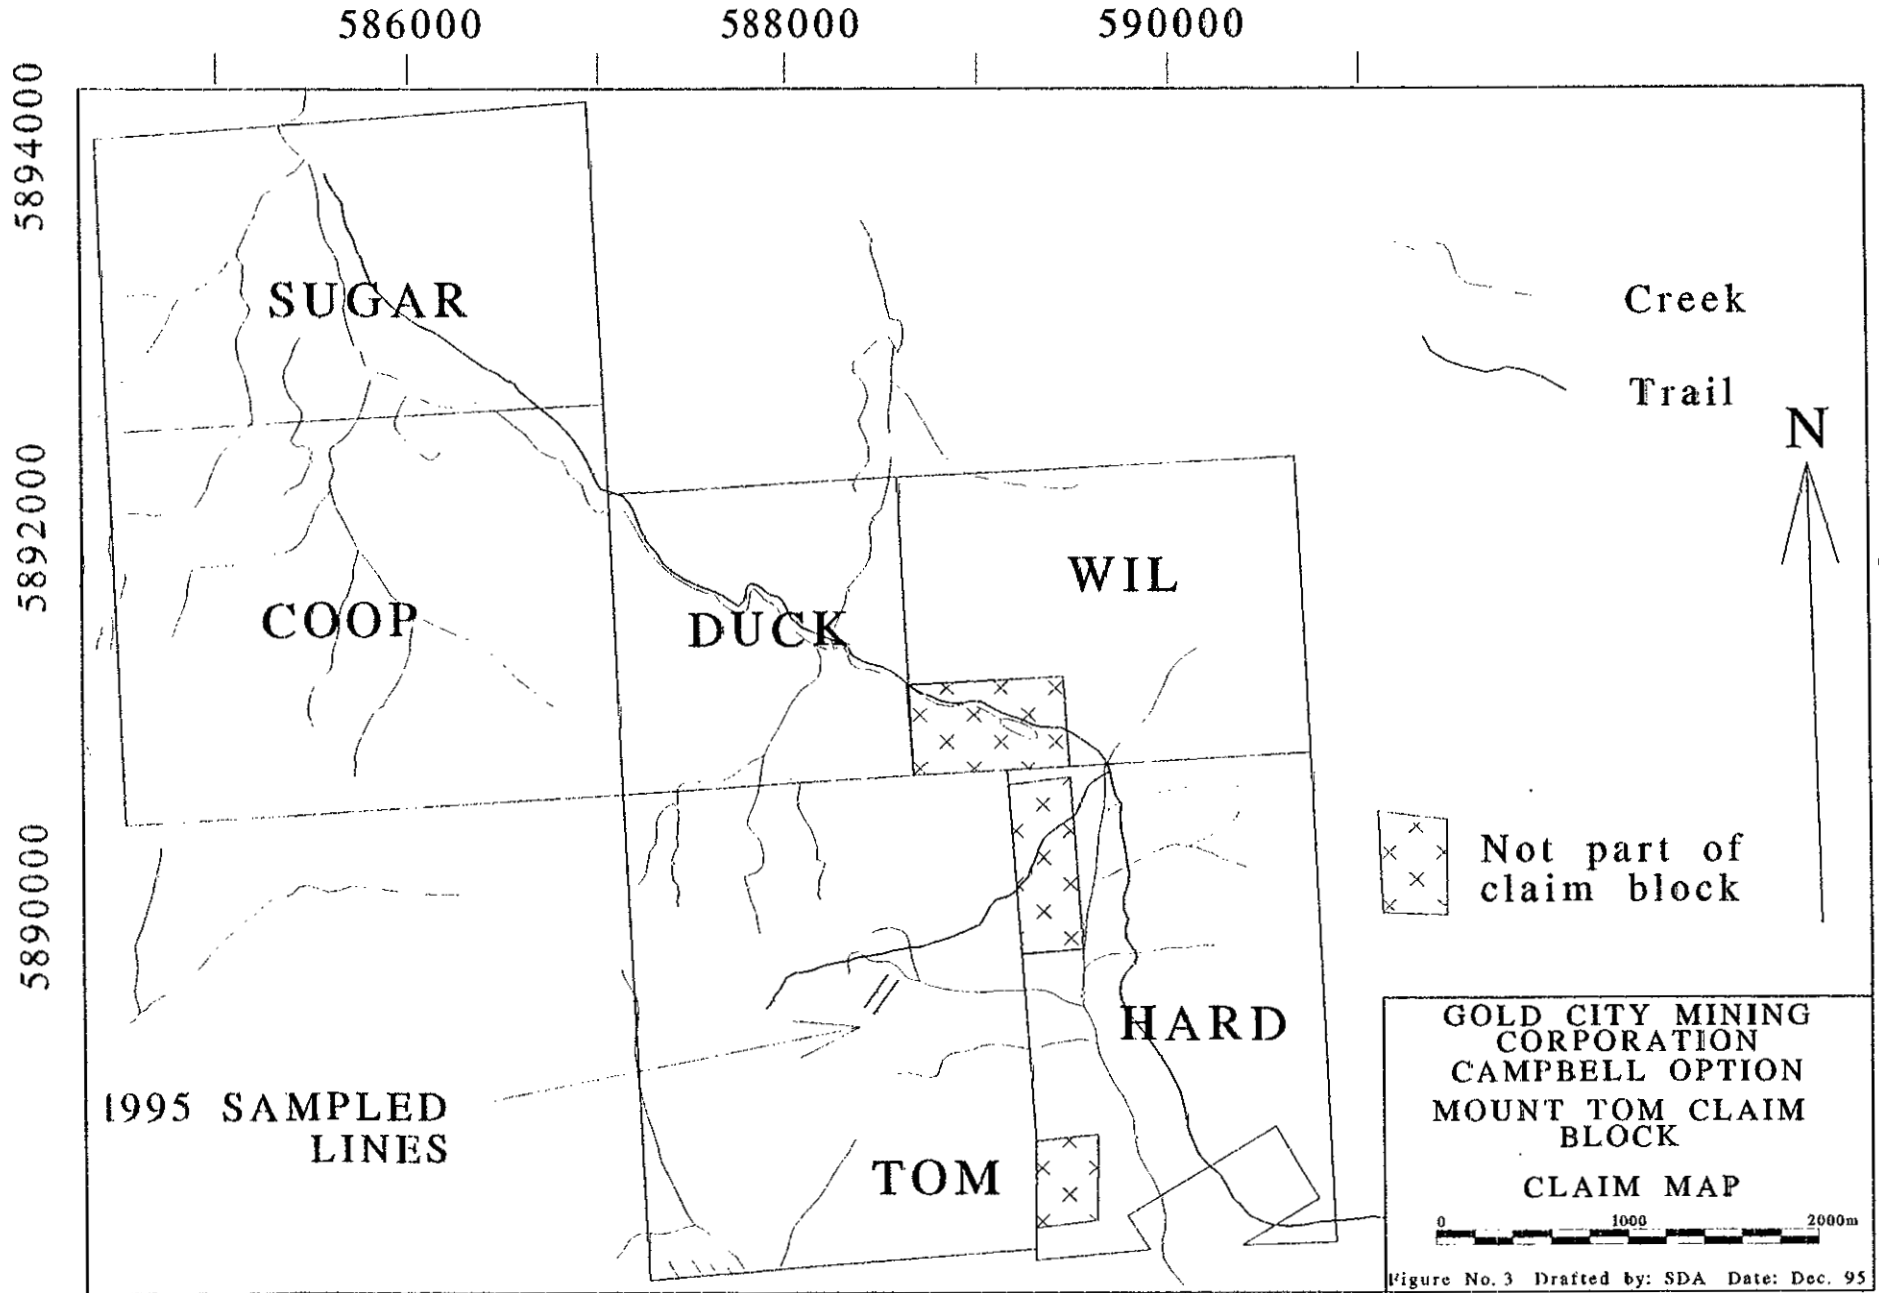 586000 588000 590000
5894000
5892000
5890000
SUGAR
COOP
DUCK
WIL
HARD
TOM
1995 SAMPLED
LINES
Creek
Trail
N
Not part of
claim block
GOLD CITY MINING
CORPORATION
CAMPBELL OPTION
MOUNT TOM CLAIM
BLOCK
CLAIM MAP
0 1000 2000m
Figure No. 3 Drafted by: SDA Date: Dec. 95